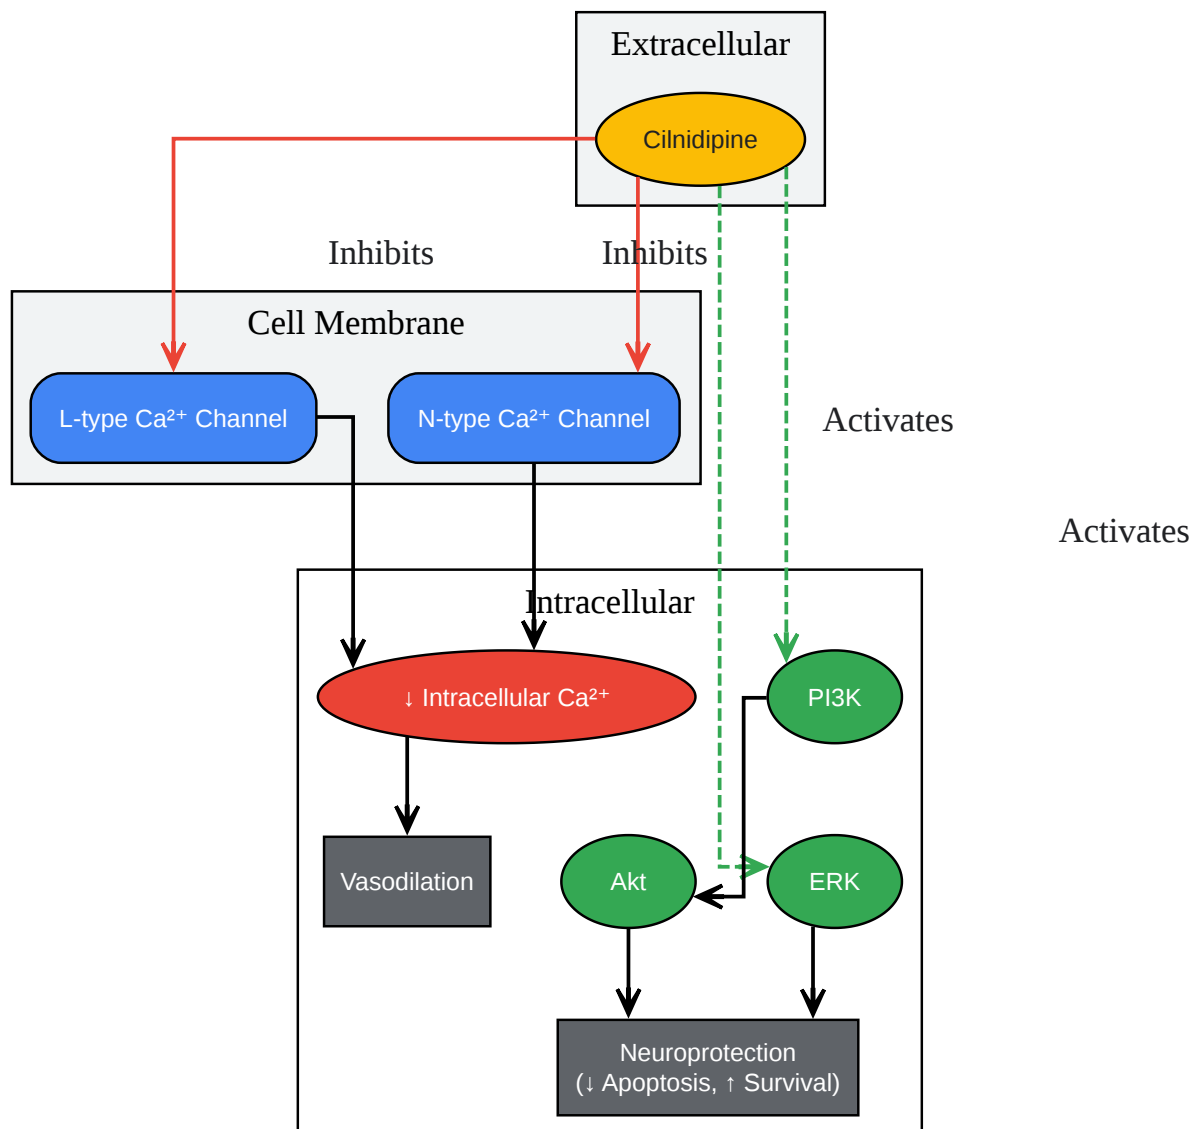 Extracellular
Cilnidipine
Inhibits
Inhibits
Cell Membrane
L-type Ca²⁺ Channel
N-type Ca²⁺ Channel
Activates
Activates
Intracellular
↓ Intracellular Ca²⁺
PI3K
Vasodilation
Akt
ERK
Neuroprotection
(↓ Apoptosis, ↑ Survival)